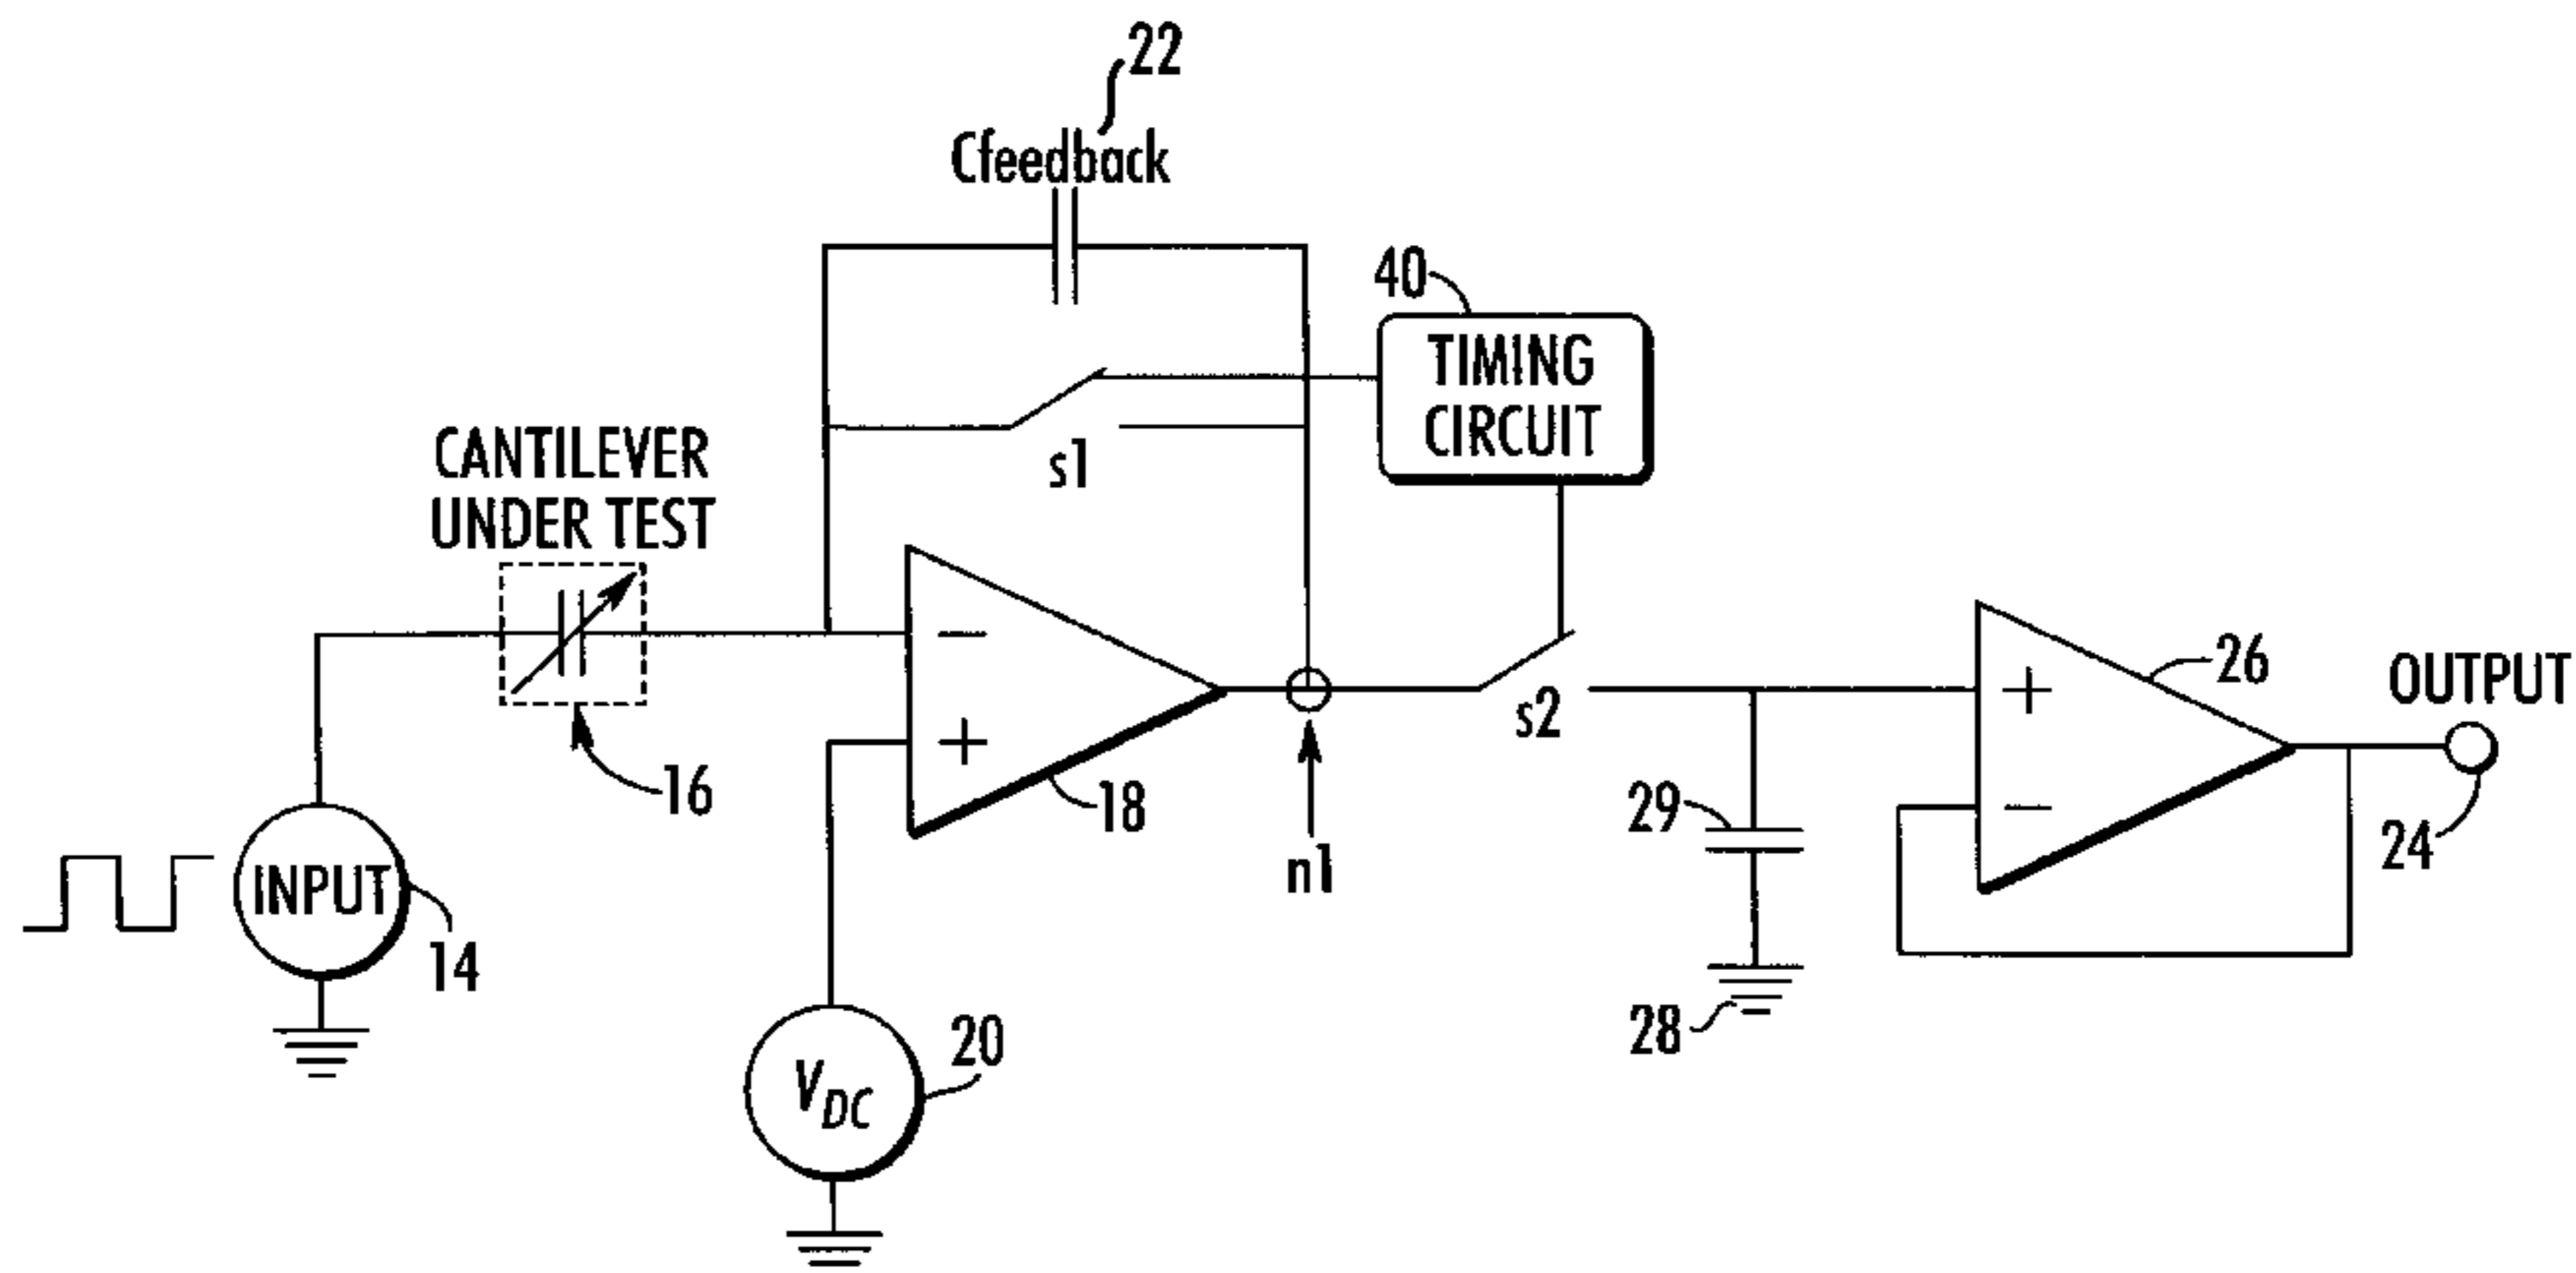 22
Cfeedback
40
TIMING
CIRCUIT
CANTILEVER
UNDER TEST
s1
16
−
+
18
n1
s2
+
−
26
OUTPUT
24
29
28
INPUT
14
VDC
20